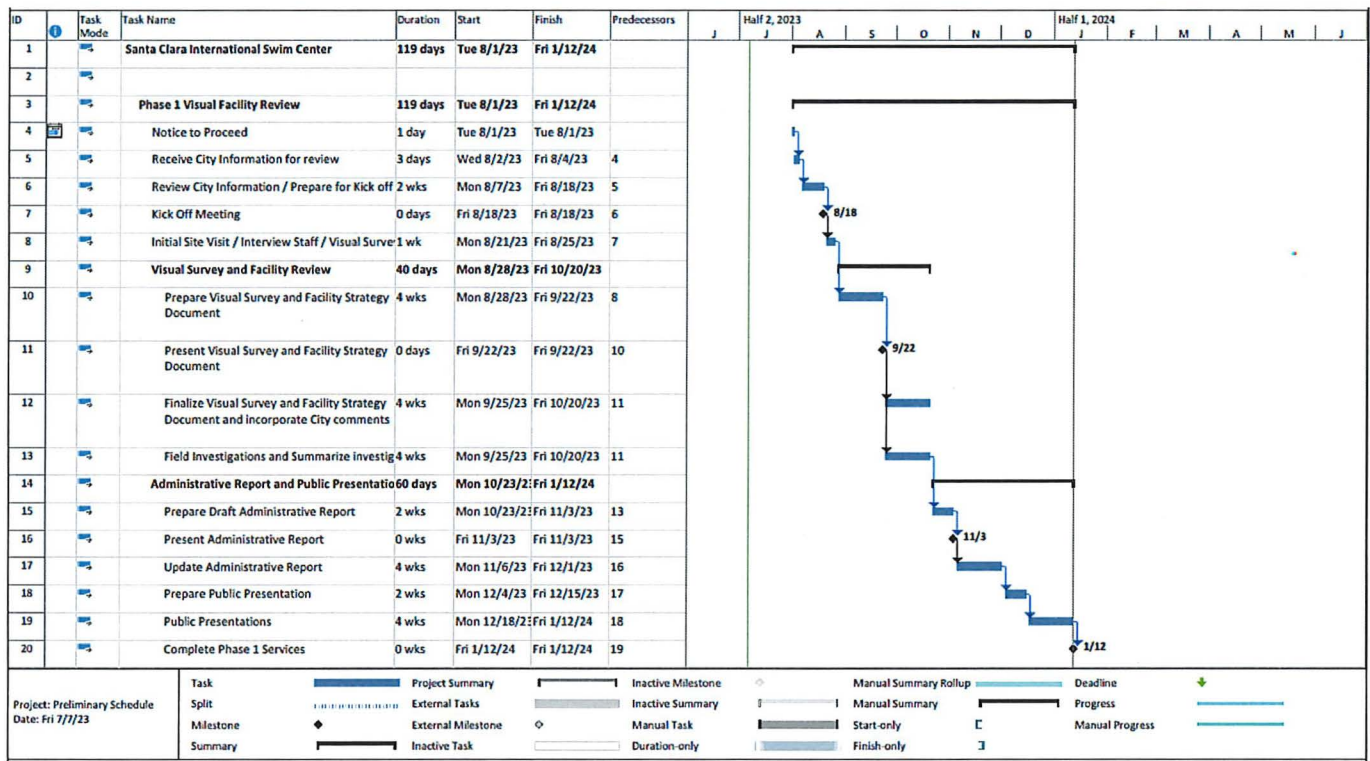 ID Task Mode Task Name Duration Start Finish Predecessors Half 2, 2023 Half 1, 2024
J J A S O N D J F M A M J
1 Santa Clara International Swim Center 119 days Tue 8/1/23 Fri 1/12/24
2
3 Phase 1 Visual Facility Review 119 days Tue 8/1/23 Fri 1/12/24
4 Notice to Proceed 1 day Tue 8/1/23 Tue 8/1/23
5 Receive City Information for review 3 days Wed 8/2/23 Fri 8/4/23 4
6 Review City Information / Prepare for Kick off 2 wks Mon 8/7/23 Fri 8/18/23 5
7 Kick Off Meeting 0 days Fri 8/18/23 Fri 8/18/23 6 8/18
8 Initial Site Visit / Interview Staff / Visual Surve 1 wk Mon 8/21/23 Fri 8/25/23 7
9 Visual Survey and Facility Review 40 days Mon 8/28/23 Fri 10/20/23
10 Prepare Visual Survey and Facility Strategy 4 wks Mon 8/28/23 Fri 9/22/23 8
Document
11 Present Visual Survey and Facility Strategy 0 days Fri 9/22/23 Fri 9/22/23 10 9/22
Document
12 Finalize Visual Survey and Facility Strategy 4 wks Mon 9/25/23 Fri 10/20/23 11
Document and incorporate City comments
13 Field Investigations and Summarize investig 4 wks Mon 9/25/23 Fri 10/20/23 11
14 Administrative Report and Public Presentatio 60 days Mon 10/23/23 Fri 1/12/24
15 Prepare Draft Administrative Report 2 wks Mon 10/23/23 Fri 11/3/23 13
16 Present Administrative Report 0 wks Fri 11/3/23 Fri 11/3/23 15 11/3
17 Update Administrative Report 4 wks Mon 11/6/23 Fri 12/1/23 16
18 Prepare Public Presentation 2 wks Mon 12/4/23 Fri 12/15/23 17
19 Public Presentations 4 wks Mon 12/18/23 Fri 1/12/24 18
20 Complete Phase 1 Services 0 wks Fri 1/12/24 Fri 1/12/24 19 1/12
Project: Preliminary Schedule
Date: Fri 7/7/23
Task Project Summary Inactive Milestone Manual Summary Rollup Deadline
Split External Tasks Inactive Summary Manual Summary Progress
Milestone External Milestone Manual Task Start-only Manual Progress
Summary Inactive Task Duration-only Finish-only